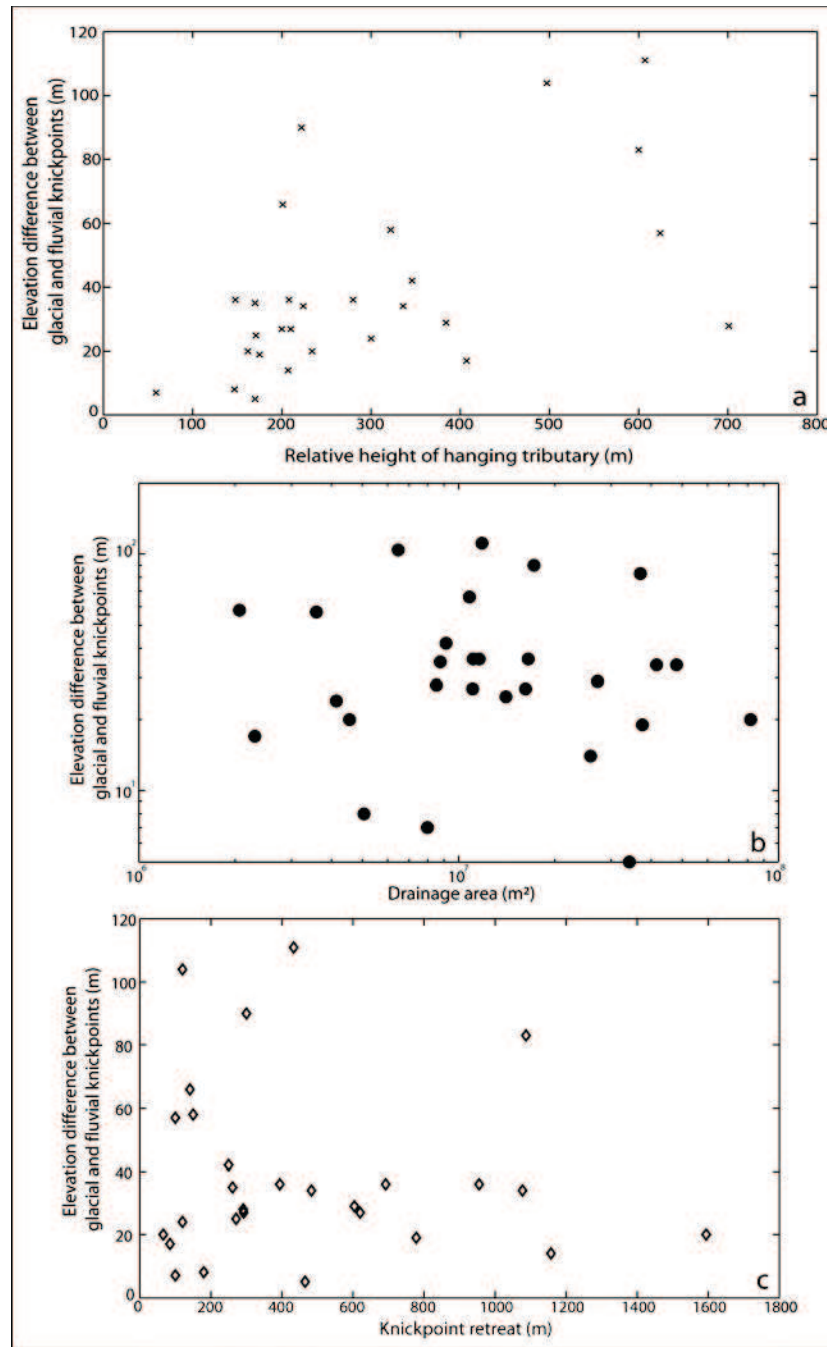 120
100
80
60
40
20
0
Elevation difference between
glacial and fluvial knickpoints (m)
a
0 100 200 300 400 500 600 700 800
Relative height of hanging tributary (m)
10²
10¹
Elevation difference between
glacial and fluvial knickpoints (m)
b
10⁶ 10⁷ 10⁸
Drainage area (m²)
120
100
80
60
40
20
0
Elevation difference between
glacial and fluvial knickpoints (m)
c
0 200 400 600 800 1000 1200 1400 1600 1800
Knickpoint retreat (m)